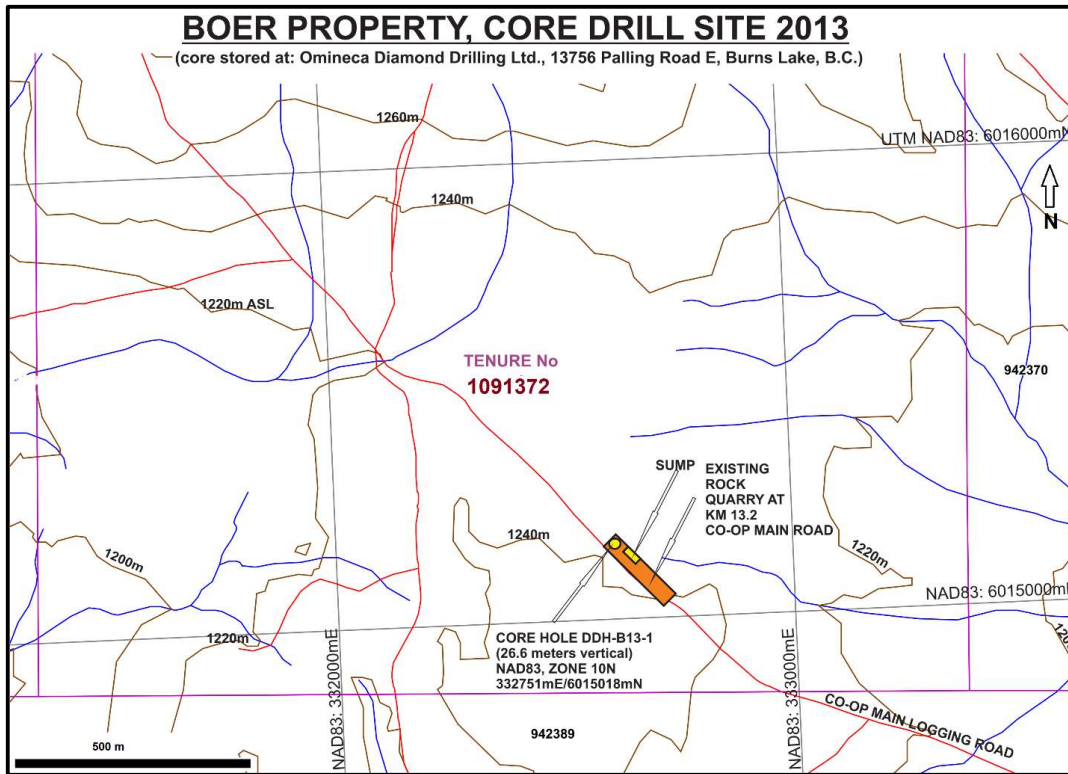 BOER PROPERTY, CORE DRILL SITE 2013
(core stored at: Omineca Diamond Drilling Ltd., 13756 Palling Road E, Burns Lake, B.C.)
1260m
UTM NAD83: 6016000mN
1240m
N
1220m ASL
TENURE No
1091372
942370
SUMP
EXISTING
ROCK
QUARRY AT
KM 13.2
CO-OP MAIN ROAD
1240m
1200m
1220m
NAD83: 6015000mN
1220m
CORE HOLE DDH-B13-1
(26.6 meters vertical)
NAD83, ZONE 10N
332751mE/6015018mN
NAD83: 332000mE
NAD83: 333000mE
CO-OP MAIN LOGGING ROAD
942389
500 m